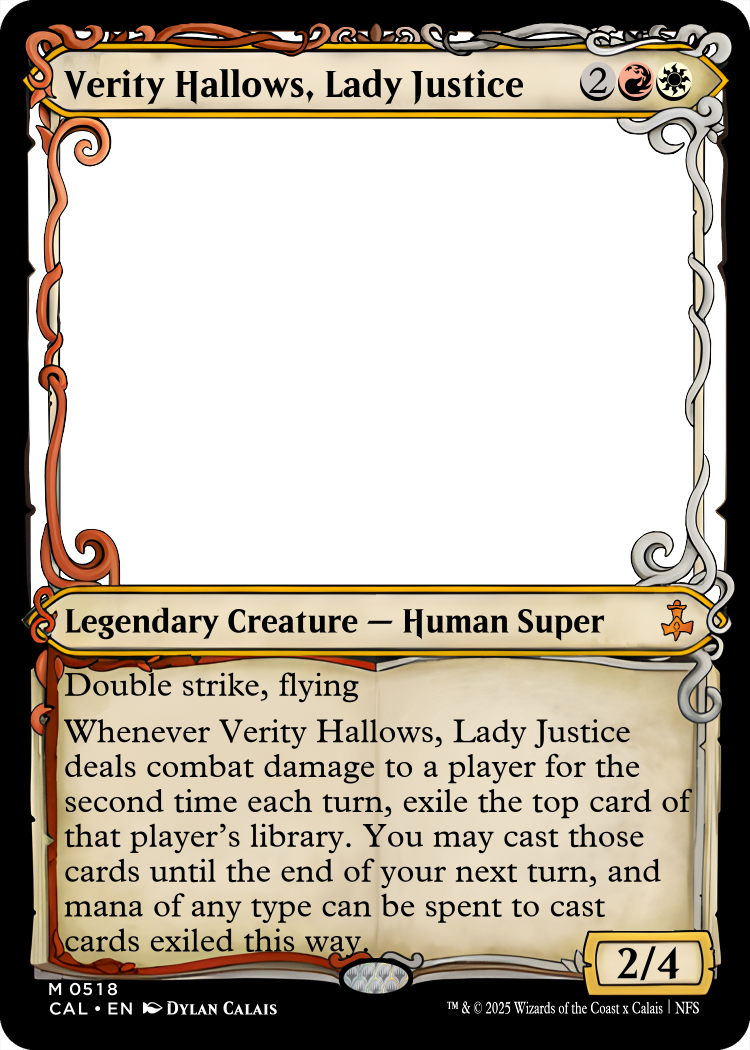 Verity Hallows, Lady Justice 2
Legendary Creature — Human Super
Double strike, flying
Whenever Verity Hallows, Lady Justice
deals combat damage to a player for the
second time each turn, exile the top card of
that player’s library. You may cast those
cards until the end of your next turn, and
mana of any type can be spent to cast
cards exiled this way.
2/4
M 0518
CAL • EN DYLAN CALAIS
™ & © 2025 Wizards of the Coast x Calais | NFS